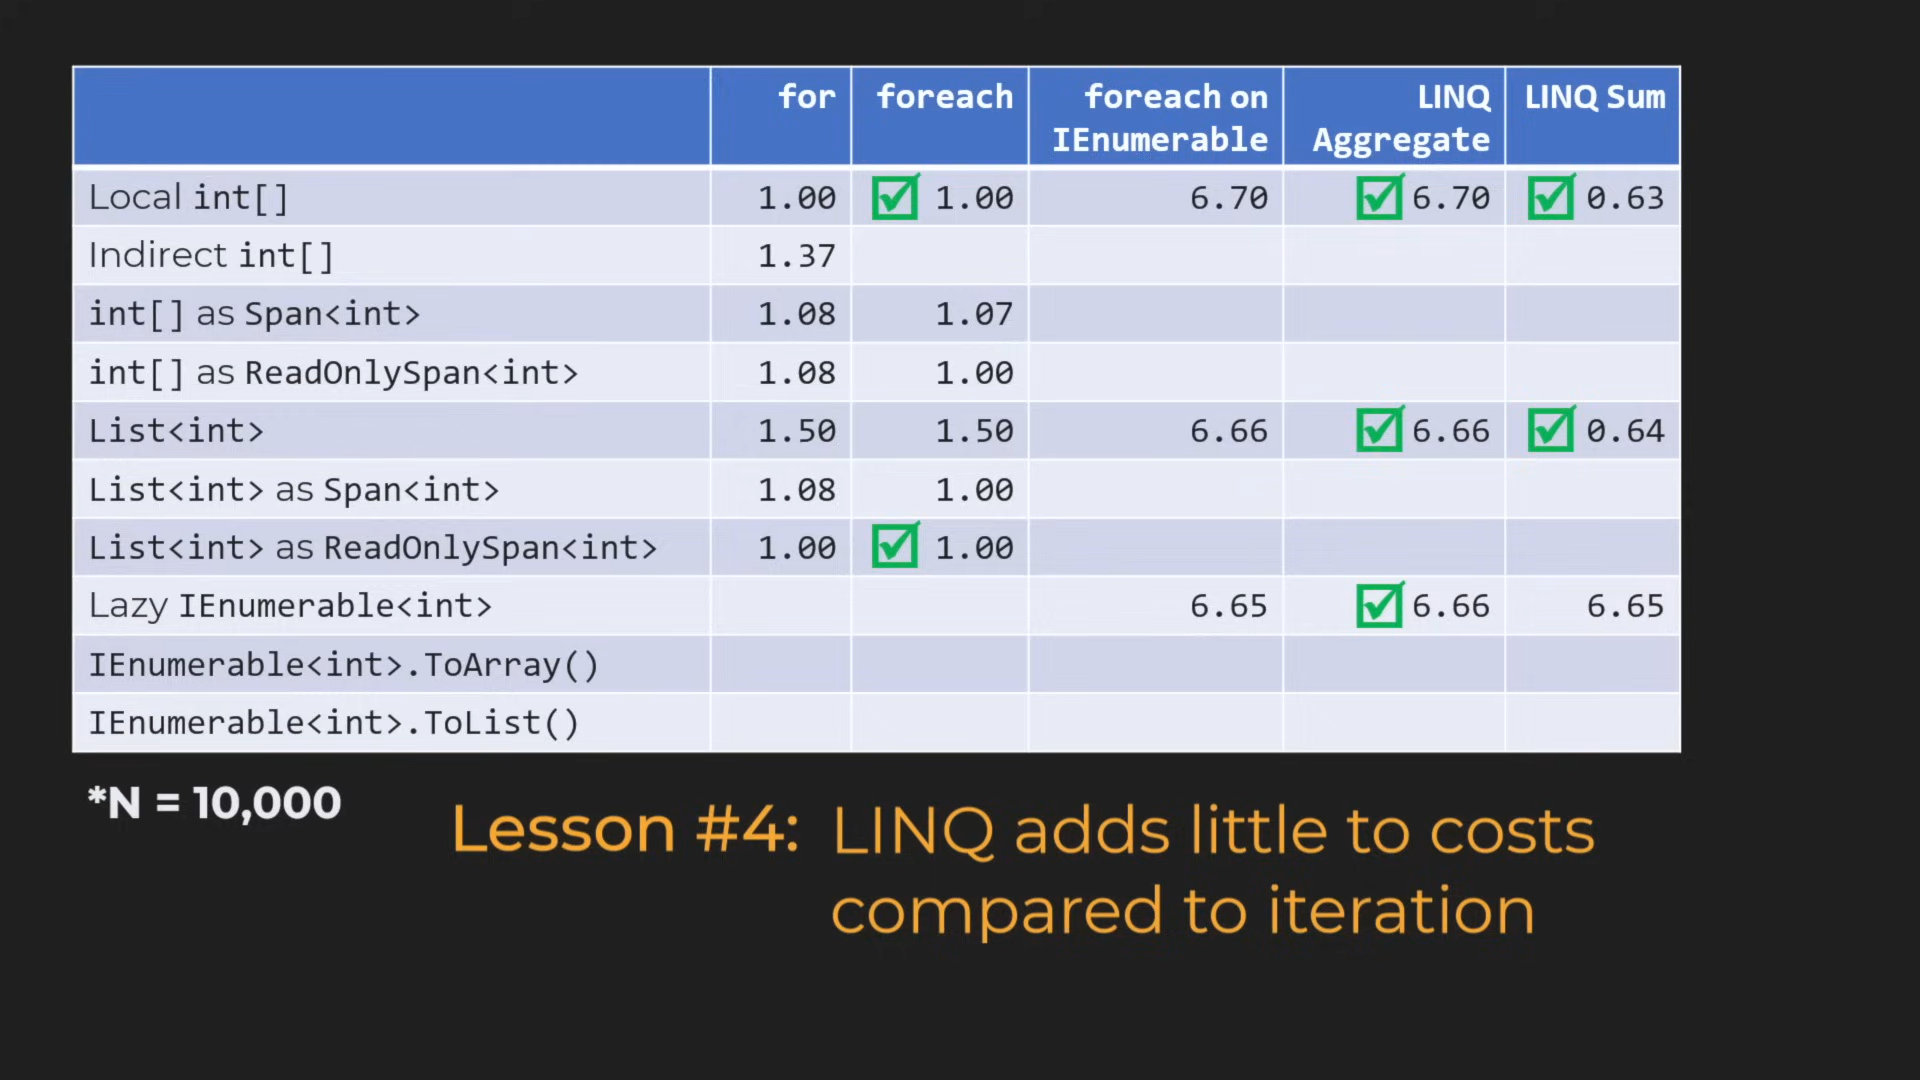 for foreach foreach on IEnumerable LINQ Aggregate LINQ Sum
Local int[] 1.00 1.00 6.70 6.70 0.63
Indirect int[] 1.37
int[] as Span<int> 1.08 1.07
int[] as ReadOnlySpan<int> 1.08 1.00
List<int> 1.50 1.50 6.66 6.66 0.64
List<int> as Span<int> 1.08 1.00
List<int> as ReadOnlySpan<int> 1.00 1.00
Lazy IEnumerable<int> 6.65 6.66 6.65
IEnumerable<int>.ToArray()
IEnumerable<int>.ToList()
*N = 10,000
Lesson #4: LINQ adds little to costs
compared to iteration